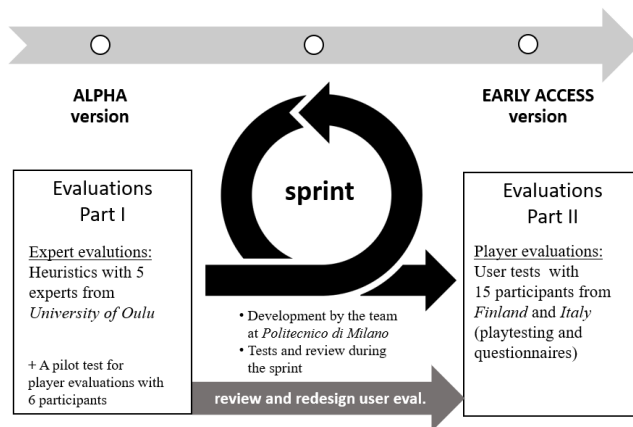 ALPHA
version
EARLY ACCESS
version
Evaluations
Part I
Expert evalutions:
Heuristics with 5
experts from
University of Oulu
+ A pilot test for
player evaluations with
6 participants
sprint
• Development by the team
at Politecnico di Milano
• Tests and review during
the sprint
review and redesign user eval.
Evaluations
Part II
Player evaluations:
User tests with
15 participants from
Finland and Italy
(playtesting and
questionnaires)